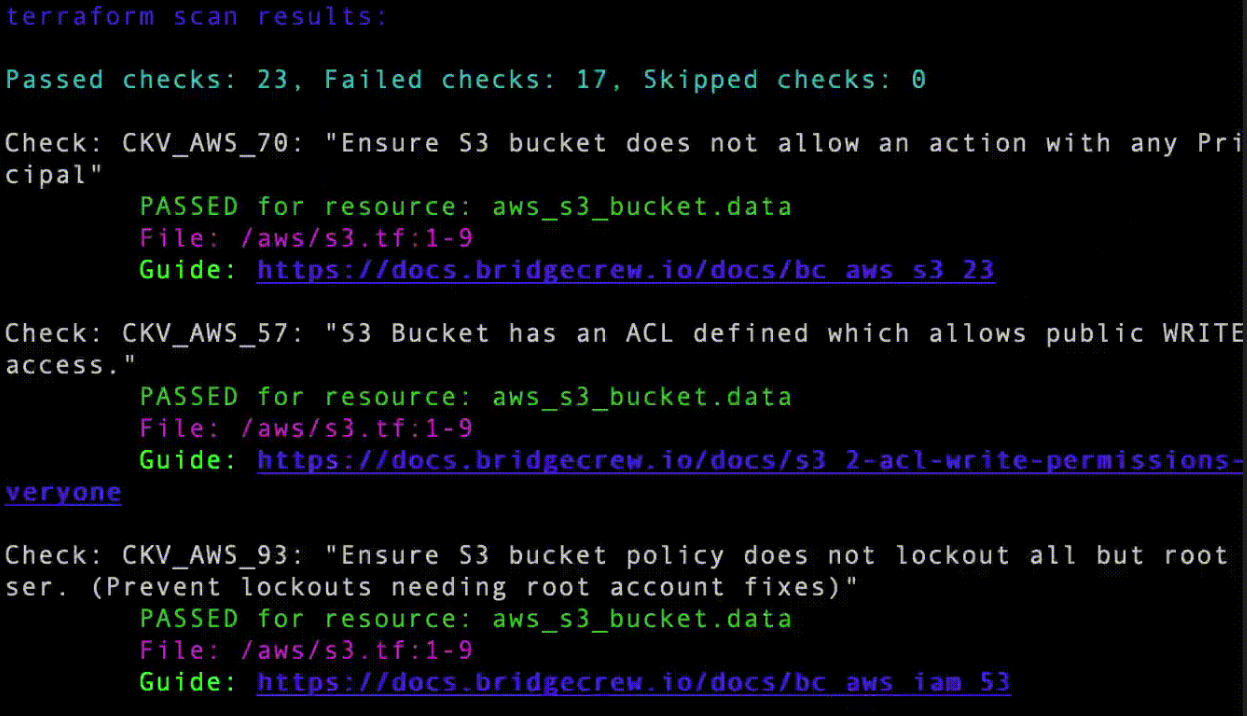 terraform scan results:
Passed checks: 23, Failed checks: 17, Skipped checks: 0
Check: CKV_AWS_70: "Ensure S3 bucket does not allow an action with any Pri
cipal"
PASSED for resource: aws_s3_bucket.data
File: /aws/s3.tf:1-9
Guide: https://docs.bridgecrew.io/docs/bc_aws_s3_23
Check: CKV_AWS_57: "S3 Bucket has an ACL defined which allows public WRITE
access."
PASSED for resource: aws_s3_bucket.data
File: /aws/s3.tf:1-9
Guide: https://docs.bridgecrew.io/docs/s3_2-acl-write-permissions-
veryone
Check: CKV_AWS_93: "Ensure S3 bucket policy does not lockout all but root
ser. (Prevent lockouts needing root account fixes)"
PASSED for resource: aws_s3_bucket.data
File: /aws/s3.tf:1-9
Guide: https://docs.bridgecrew.io/docs/bc_aws_iam_53